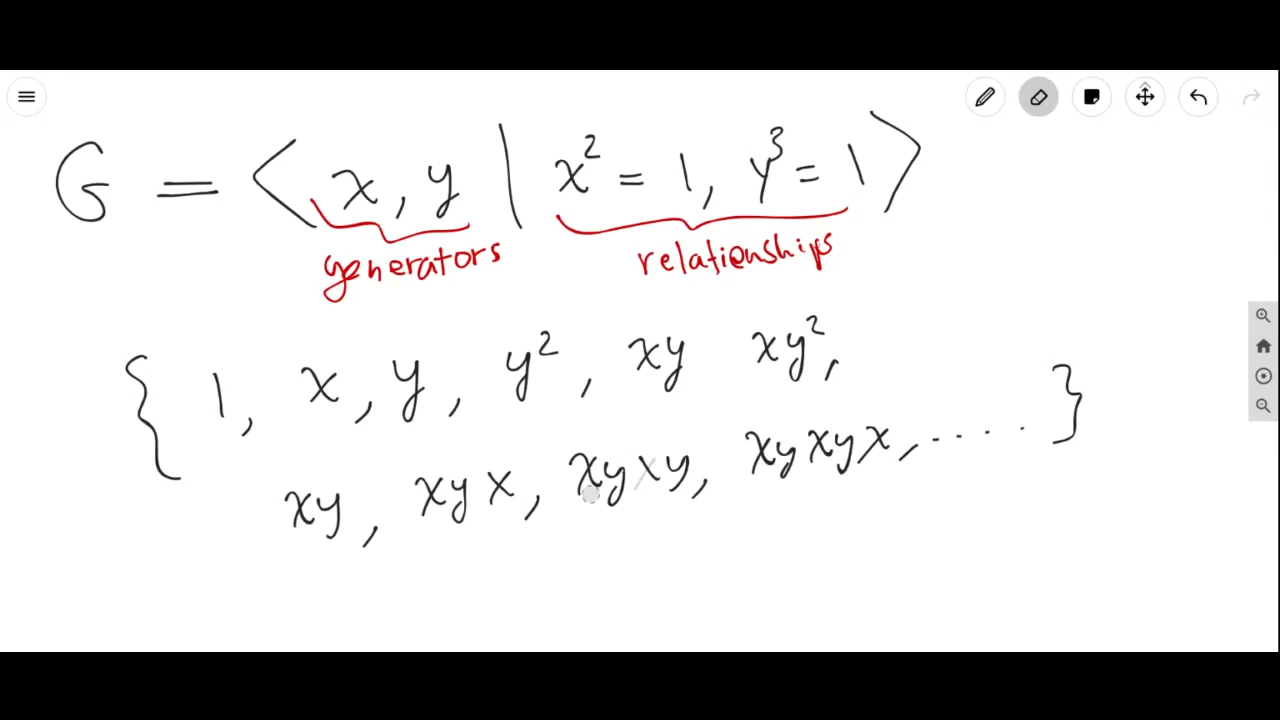 G = ⟨ x, y | x² = 1, y³ = 1 ⟩
generators relationships
{ 1, x, y, y², xy xy²,
xy, xyx, xyxy, xyxyx, ..... }